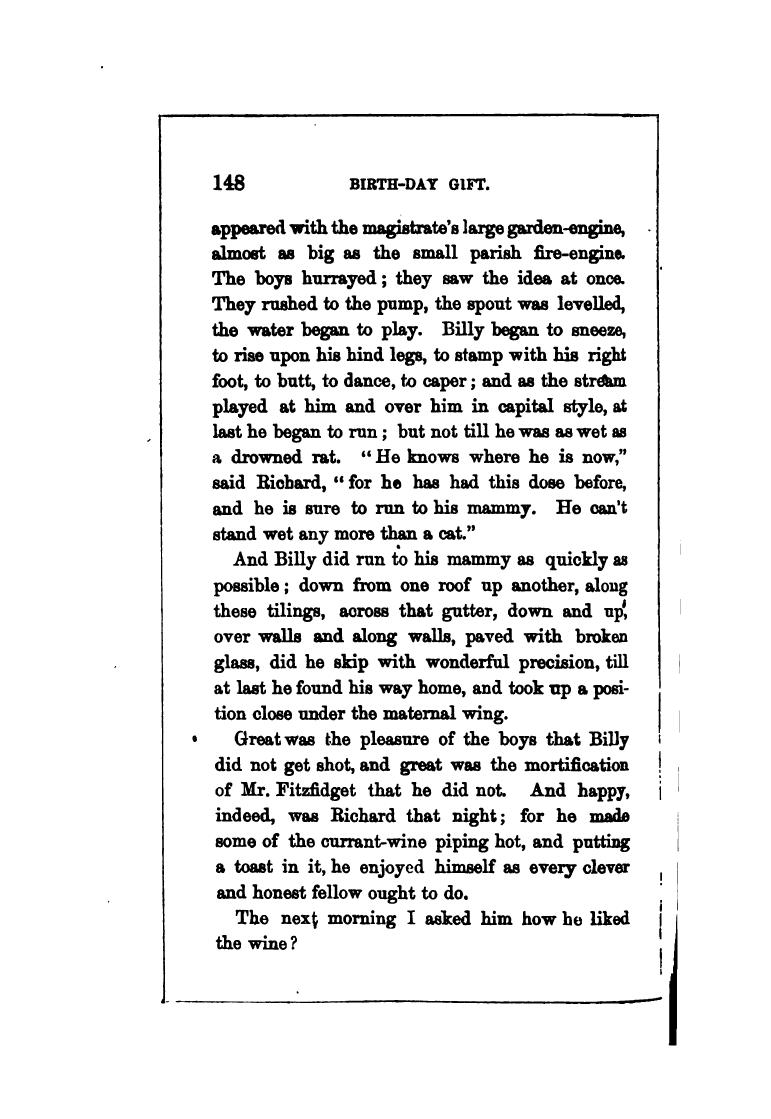 148 BIRTH-DAY GIFT.
appeared with the magistrate's large garden-engine,
almost as big as the small parish fire-engine.
The boys hurrayed; they saw the idea at once.
They rushed to the pump, the spout was levelled,
the water began to play. Billy began to sneeze,
to rise upon his hind legs, to stamp with his right
foot, to butt, to dance, to caper; and as the stream
played at him and over him in capital style, at
last he began to run; but not till he was as wet as
a drowned rat. "He knows where he is now,"
said Richard, "for he has had this dose before,
and he is sure to run to his mammy. He can't
stand wet any more than a cat."
And Billy did run to his mammy as quickly as
possible; down from one roof up another, along
these tilings, across that gutter, down and up,
over walls and along walls, paved with broken
glass, did he skip with wonderful precision, till
at last he found his way home, and took up a posi-
tion close under the maternal wing.
Great was the pleasure of the boys that Billy
did not get shot, and great was the mortification
of Mr. Fitzfidget that he did not. And happy,
indeed, was Richard that night; for he made
some of the currant-wine piping hot, and putting
a toast in it, he enjoyed himself as every clever
and honest fellow ought to do.
The next morning I asked him how he liked
the wine?